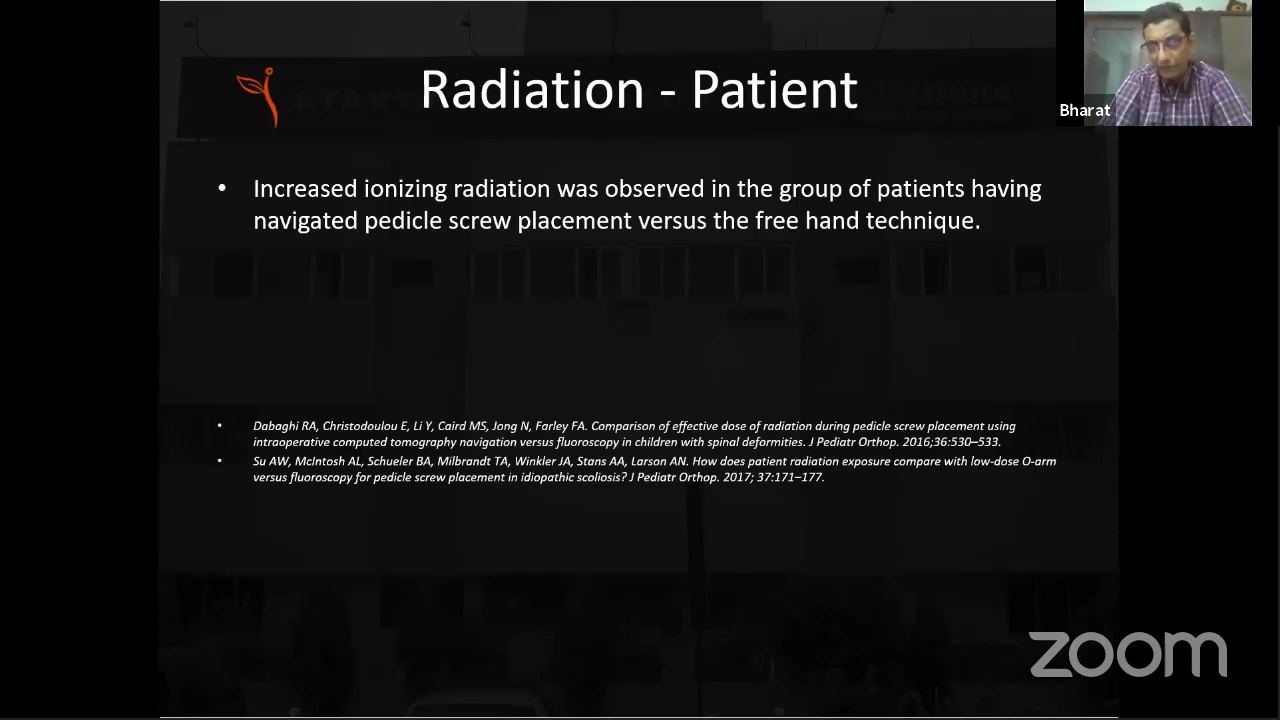 Radiation - Patient
Bharat
• Increased ionizing radiation was observed in the group of patients having
navigated pedicle screw placement versus the free hand technique.
• Dabaghi RA, Christodoulou E, Li Y, Caird MS, Jong N, Farley FA. Comparison of effective dose of radiation during pedicle screw placement using
intraoperative computed tomography navigation versus fluoroscopy in children with spinal deformities. J Pediatr Orthop. 2016;36:530–533.
• Su AW, McIntosh AL, Schueler BA, Milbrandt TA, Winkler JA, Stans AA, Larson AN. How does patient radiation exposure compare with low-dose O-arm
versus fluoroscopy for pedicle screw placement in idiopathic scoliosis? J Pediatr Orthop. 2017; 37:171–177.
zoom